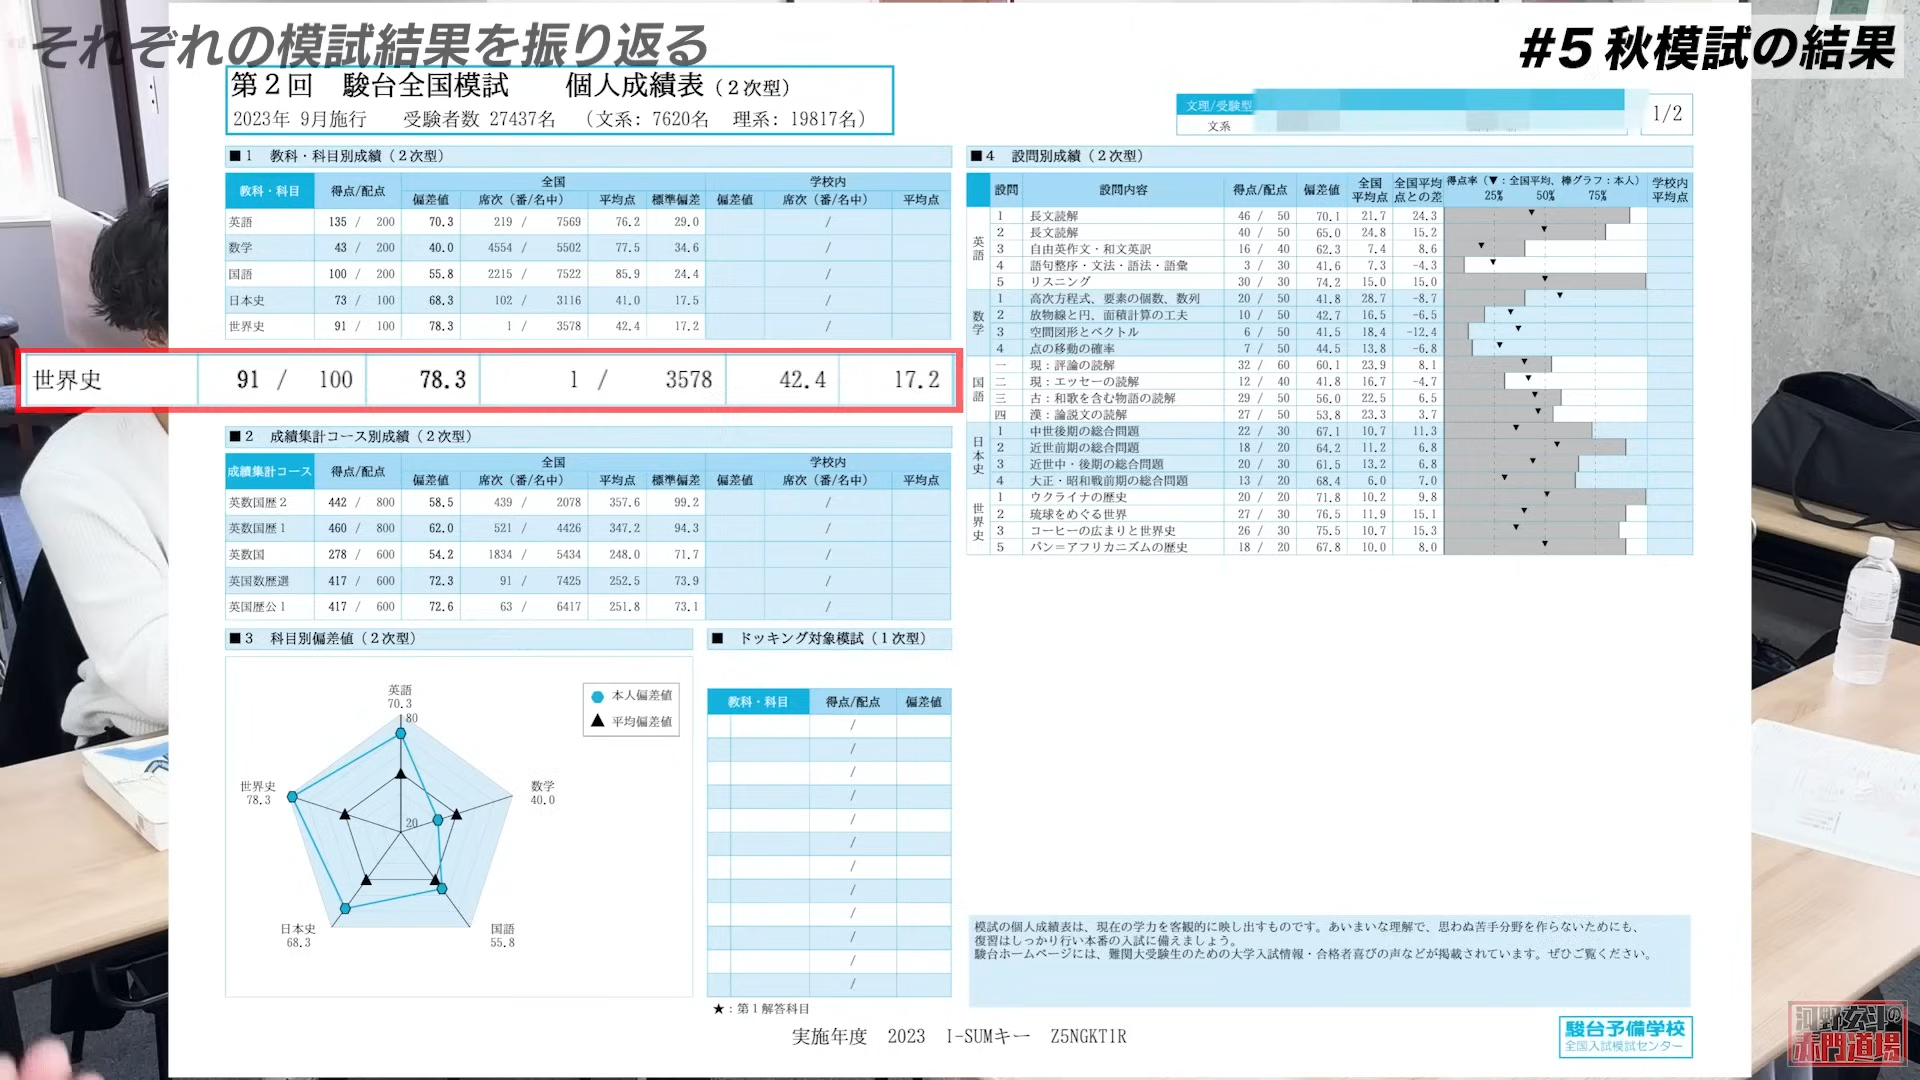 それぞれの模試結果を振り返る
#5 秋模試の結果
第2回 駿台全国模試 個人成績表(2次型)
2023年 9月施行 受験者数 27437名 (文系: 7620名 理系: 19817名)
文理/受験型
文系
1/2
■1 教科・科目別成績(2次型)
教科・科目 得点/配点 全国 学校内
偏差値 席次(番/名中) 平均点 標準偏差 偏差値 席次(番/名中) 平均点
英語 135 / 200 70.3 219 / 7569 76.2 29.0 /
数学 43 / 200 40.0 4554 / 5502 77.5 34.6 /
国語 100 / 200 55.8 2215 / 7522 85.9 24.4 /
日本史 73 / 100 68.3 102 / 3116 41.0 17.5 /
世界史 91 / 100 78.3 1 / 3578 42.4 17.2 /
世界史 91 / 100 78.3 1 / 3578 42.4 17.2
■2 成績集計コース別成績(2次型)
成績集計コース 得点/配点 全国 学校内
偏差値 席次(番/名中) 平均点 標準偏差 偏差値 席次(番/名中) 平均点
英数国歴2 442 / 800 58.5 439 / 2078 357.6 99.2 /
英数国歴1 460 / 800 62.0 521 / 4426 347.2 94.3 /
英数国 278 / 600 54.2 1834 / 5434 248.0 71.7 /
英国数歴選 417 / 600 72.3 91 / 7425 252.5 73.9 /
英国歴公1 417 / 600 72.6 63 / 6417 251.8 73.1 /
■3 科目別偏差値(2次型)
英語
70.3
80
本人偏差値
平均偏差値
世界史
78.3
数学
40.0
20
日本史
68.3
国語
55.8
■ ドッキング対象模試(1次型)
教科・科目 得点/配点 偏差値
/
/
/
/
/
/
/
/
/
/
/
/
★:第1解答科目
■4 設問別成績(2次型)
設問 設問内容 得点/配点 偏差値 全国平均点 全国平均点との差 得点率(▼:全国平均、棒グラフ:本人) 学校内平均点
25% 50% 75%
英語
1 長文読解 46 / 50 70.1 21.7 24.3
2 長文読解 40 / 50 65.0 24.8 15.2
3 自由英作文・和文英訳 16 / 40 62.3 7.4 8.6
4 語句整序・文法・語法・語彙 3 / 30 41.6 7.3 -4.3
5 リスニング 30 / 30 74.2 15.0 15.0
数学
1 高次方程式、要素の個数、数列 20 / 50 41.8 28.7 -8.7
2 放物線と円、面積計算の工夫 10 / 50 42.7 16.5 -6.5
3 空間図形とベクトル 6 / 50 41.5 18.4 -12.4
4 点の移動の確率 7 / 50 44.5 13.8 -6.8
国語
一 現:評論の読解 32 / 60 60.1 23.9 8.1
二 現:エッセーの読解 12 / 40 41.8 16.7 -4.7
三 古:和歌を含む物語の読解 29 / 50 56.0 22.5 6.5
四 漢:論説文の読解 27 / 50 53.8 23.3 3.7
日本史
1 中世後期の総合問題 22 / 30 67.1 10.7 11.3
2 近世前期の総合問題 18 / 20 64.2 11.2 6.8
3 近世中・後期の総合問題 20 / 30 61.5 13.2 6.8
4 大正・昭和戦前期の総合問題 13 / 20 68.4 6.0 7.0
世界史
1 ウクライナの歴史 20 / 20 71.8 10.2 9.8
2 琉球をめぐる世界 27 / 30 76.5 11.9 15.1
3 コーヒーの広まりと世界史 26 / 30 75.5 10.7 15.3
5 パン=アフリカニズムの歴史 18 / 20 67.8 10.0 8.0
模試の個人成績表は、現在の学力を客観的に映し出すものです。あいまいな理解で、思わぬ苦手分野を作らないためにも、
復習はしっかり行い本番の入試に備えましょう。
駿台ホームページには、難関大受験生のための大学入試情報・合格者喜びの声などが掲載されています。ぜひご覧ください。
実施年度 2023 I-SUMキー Z5NGKT1R
駿台予備学校
全国入試模試センター
河野玄斗の
赤門道場